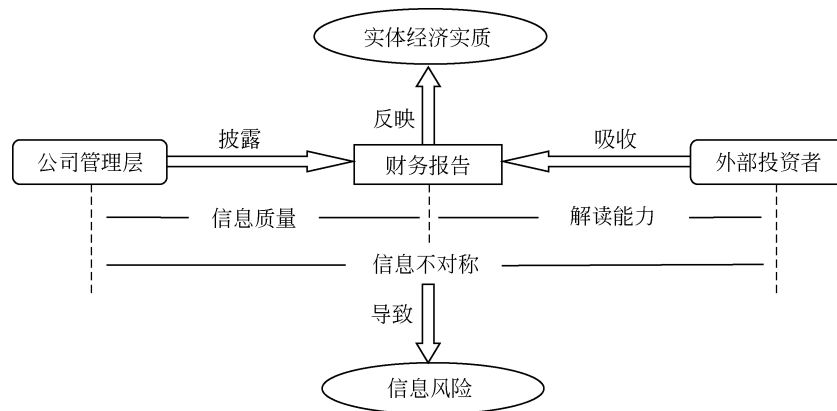 实体经济实质
反映
披露
吸收
公司管理层
财务报告
外部投资者
信息质量
解读能力
信息不对称
导致
信息风险